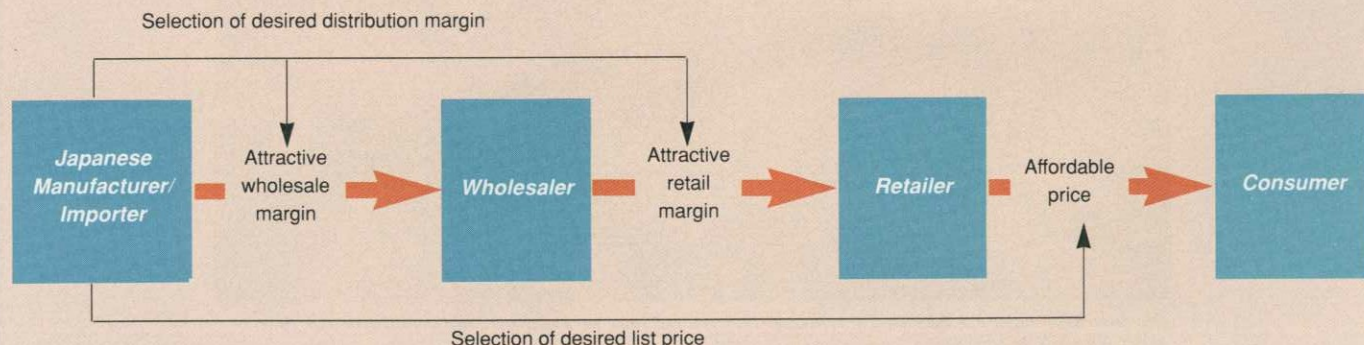 Selection of desired distribution margin
Japanese
Manufacturer/
Importer
Attractive
wholesale
margin
Wholesaler
Attractive
retail
margin
Retailer
Affordable
price
Consumer
Selection of desired list price